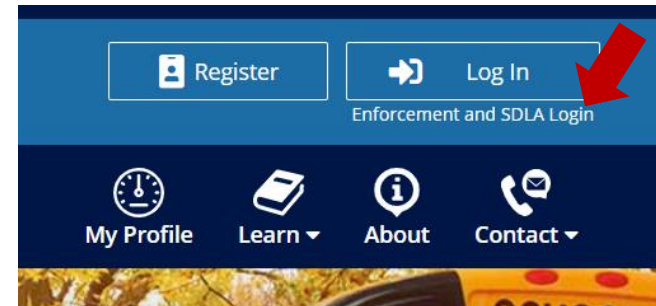 Register
Log In
Enforcement and SDLA Login
My Profile
Learn
About
Contact